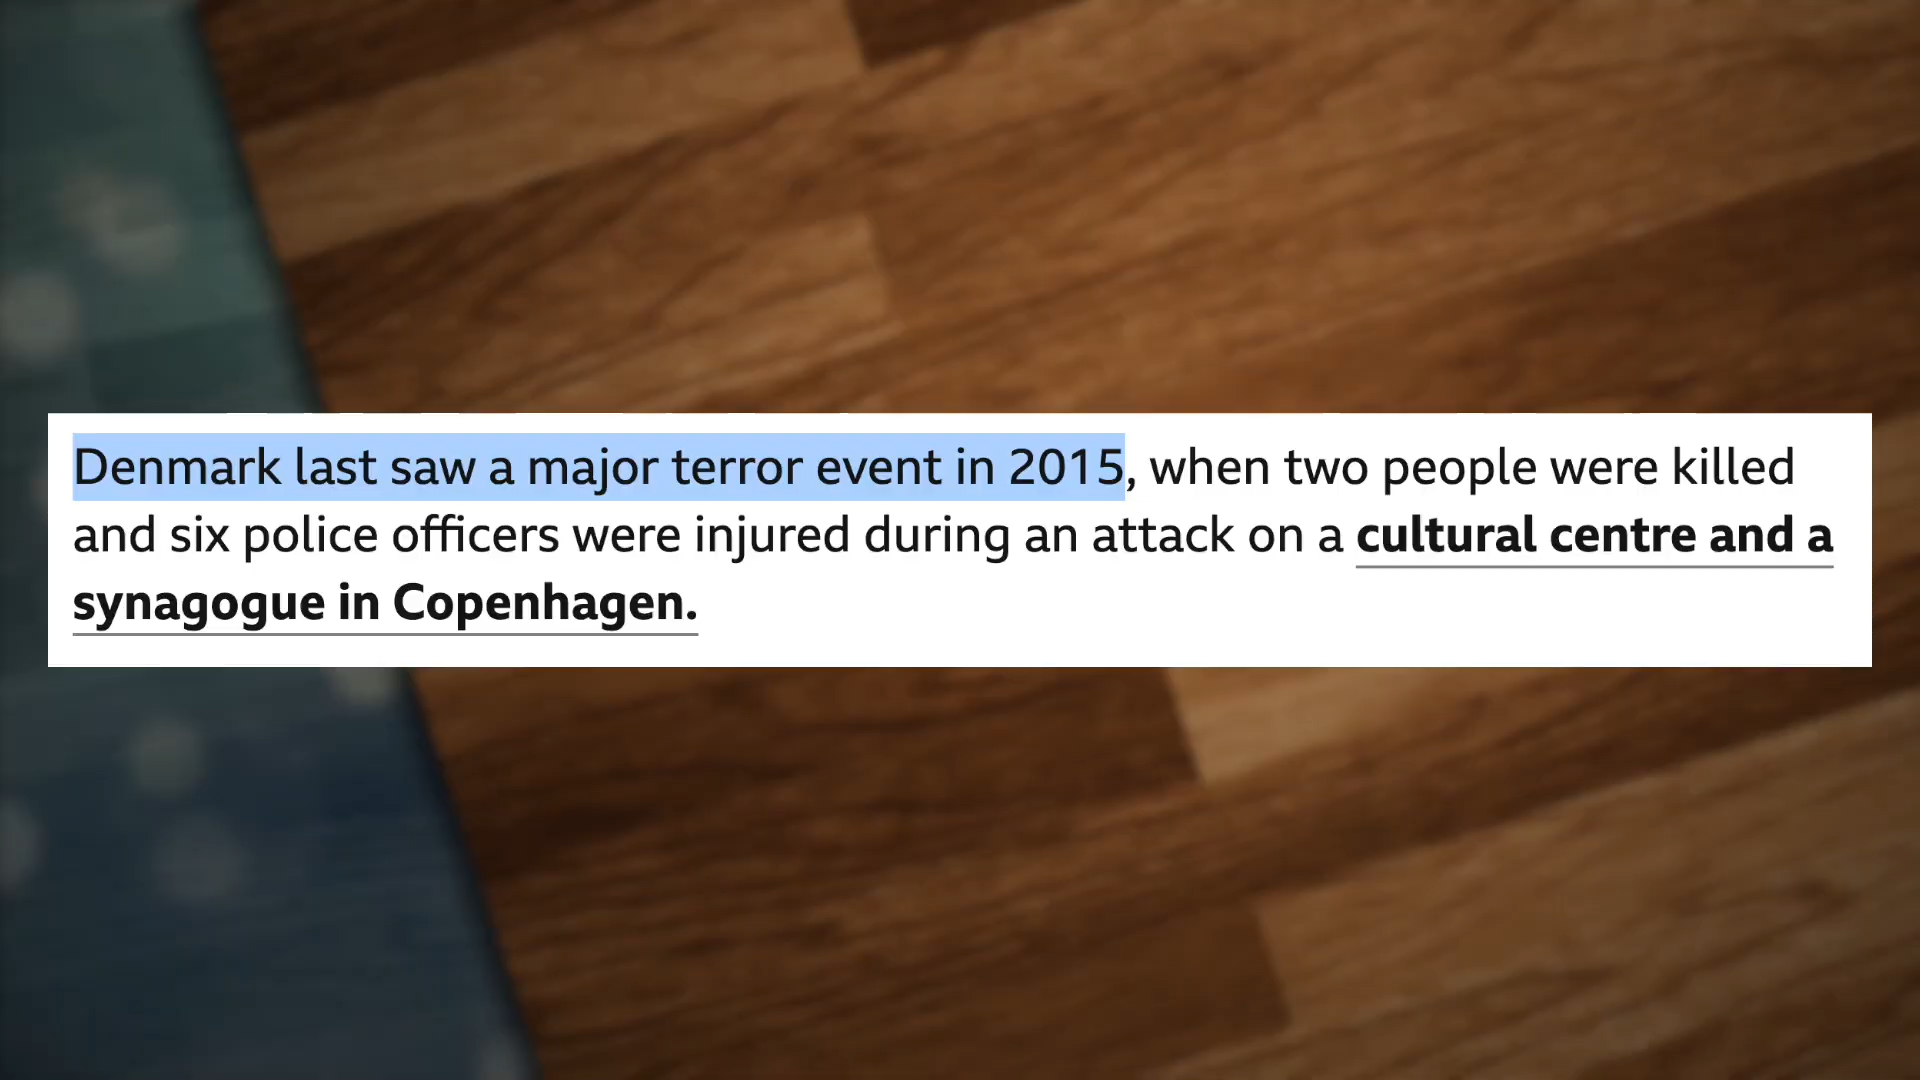 Denmark last saw a major terror event in 2015, when two people were killed
and six police officers were injured during an attack on a cultural centre and a
synagogue in Copenhagen.